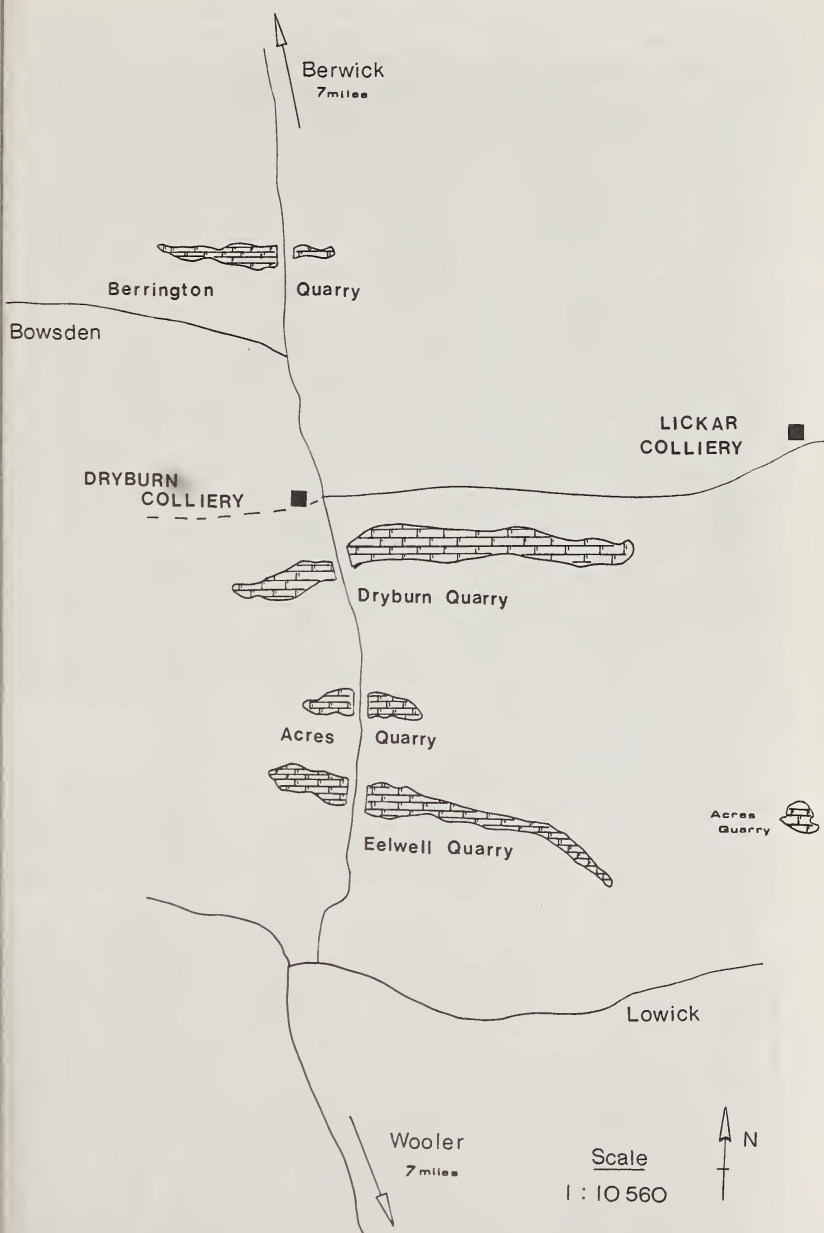 Berwick
7 miles
Berrington Quarry
Bowsden
LICKAR
COLLIERY
DRYBURN
COLLIERY
Dryburn Quarry
Acres Quarry
Acres
Quarry
Eelwell Quarry
Lowick
Wooler
7 miles
N
Scale
1 : 10 560